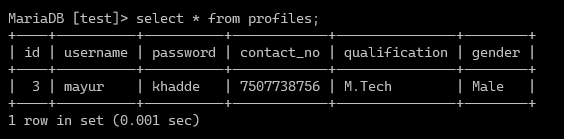 MariaDB [test]> select * from profiles;
+----+----------+----------+------------+---------------+--------+
| id | username | password | contact_no | qualification | gender |
+----+----------+----------+------------+---------------+--------+
|  3 | mayur    | khadde   | 7507738756 | M.Tech        | Male   |
+----+----------+----------+------------+---------------+--------+
1 row in set (0.001 sec)